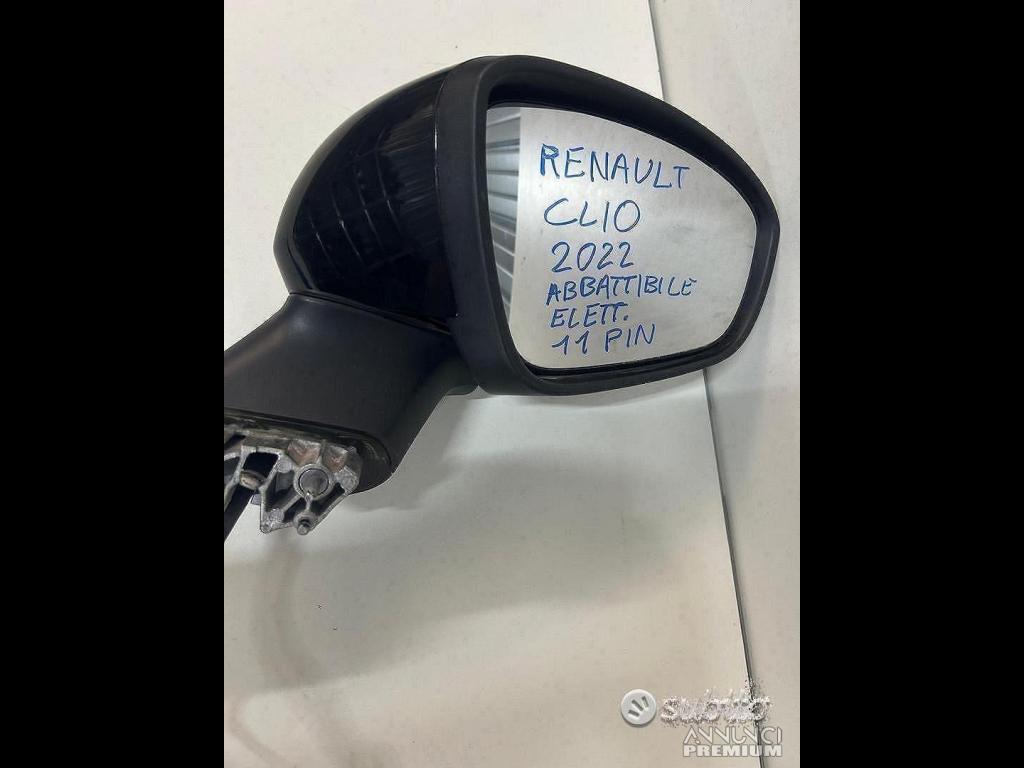 RENAULT
CLIO
2022
ABBATTIBILE
ELETT.
11 PIN
subito
ANNUNCI
PREMIUM